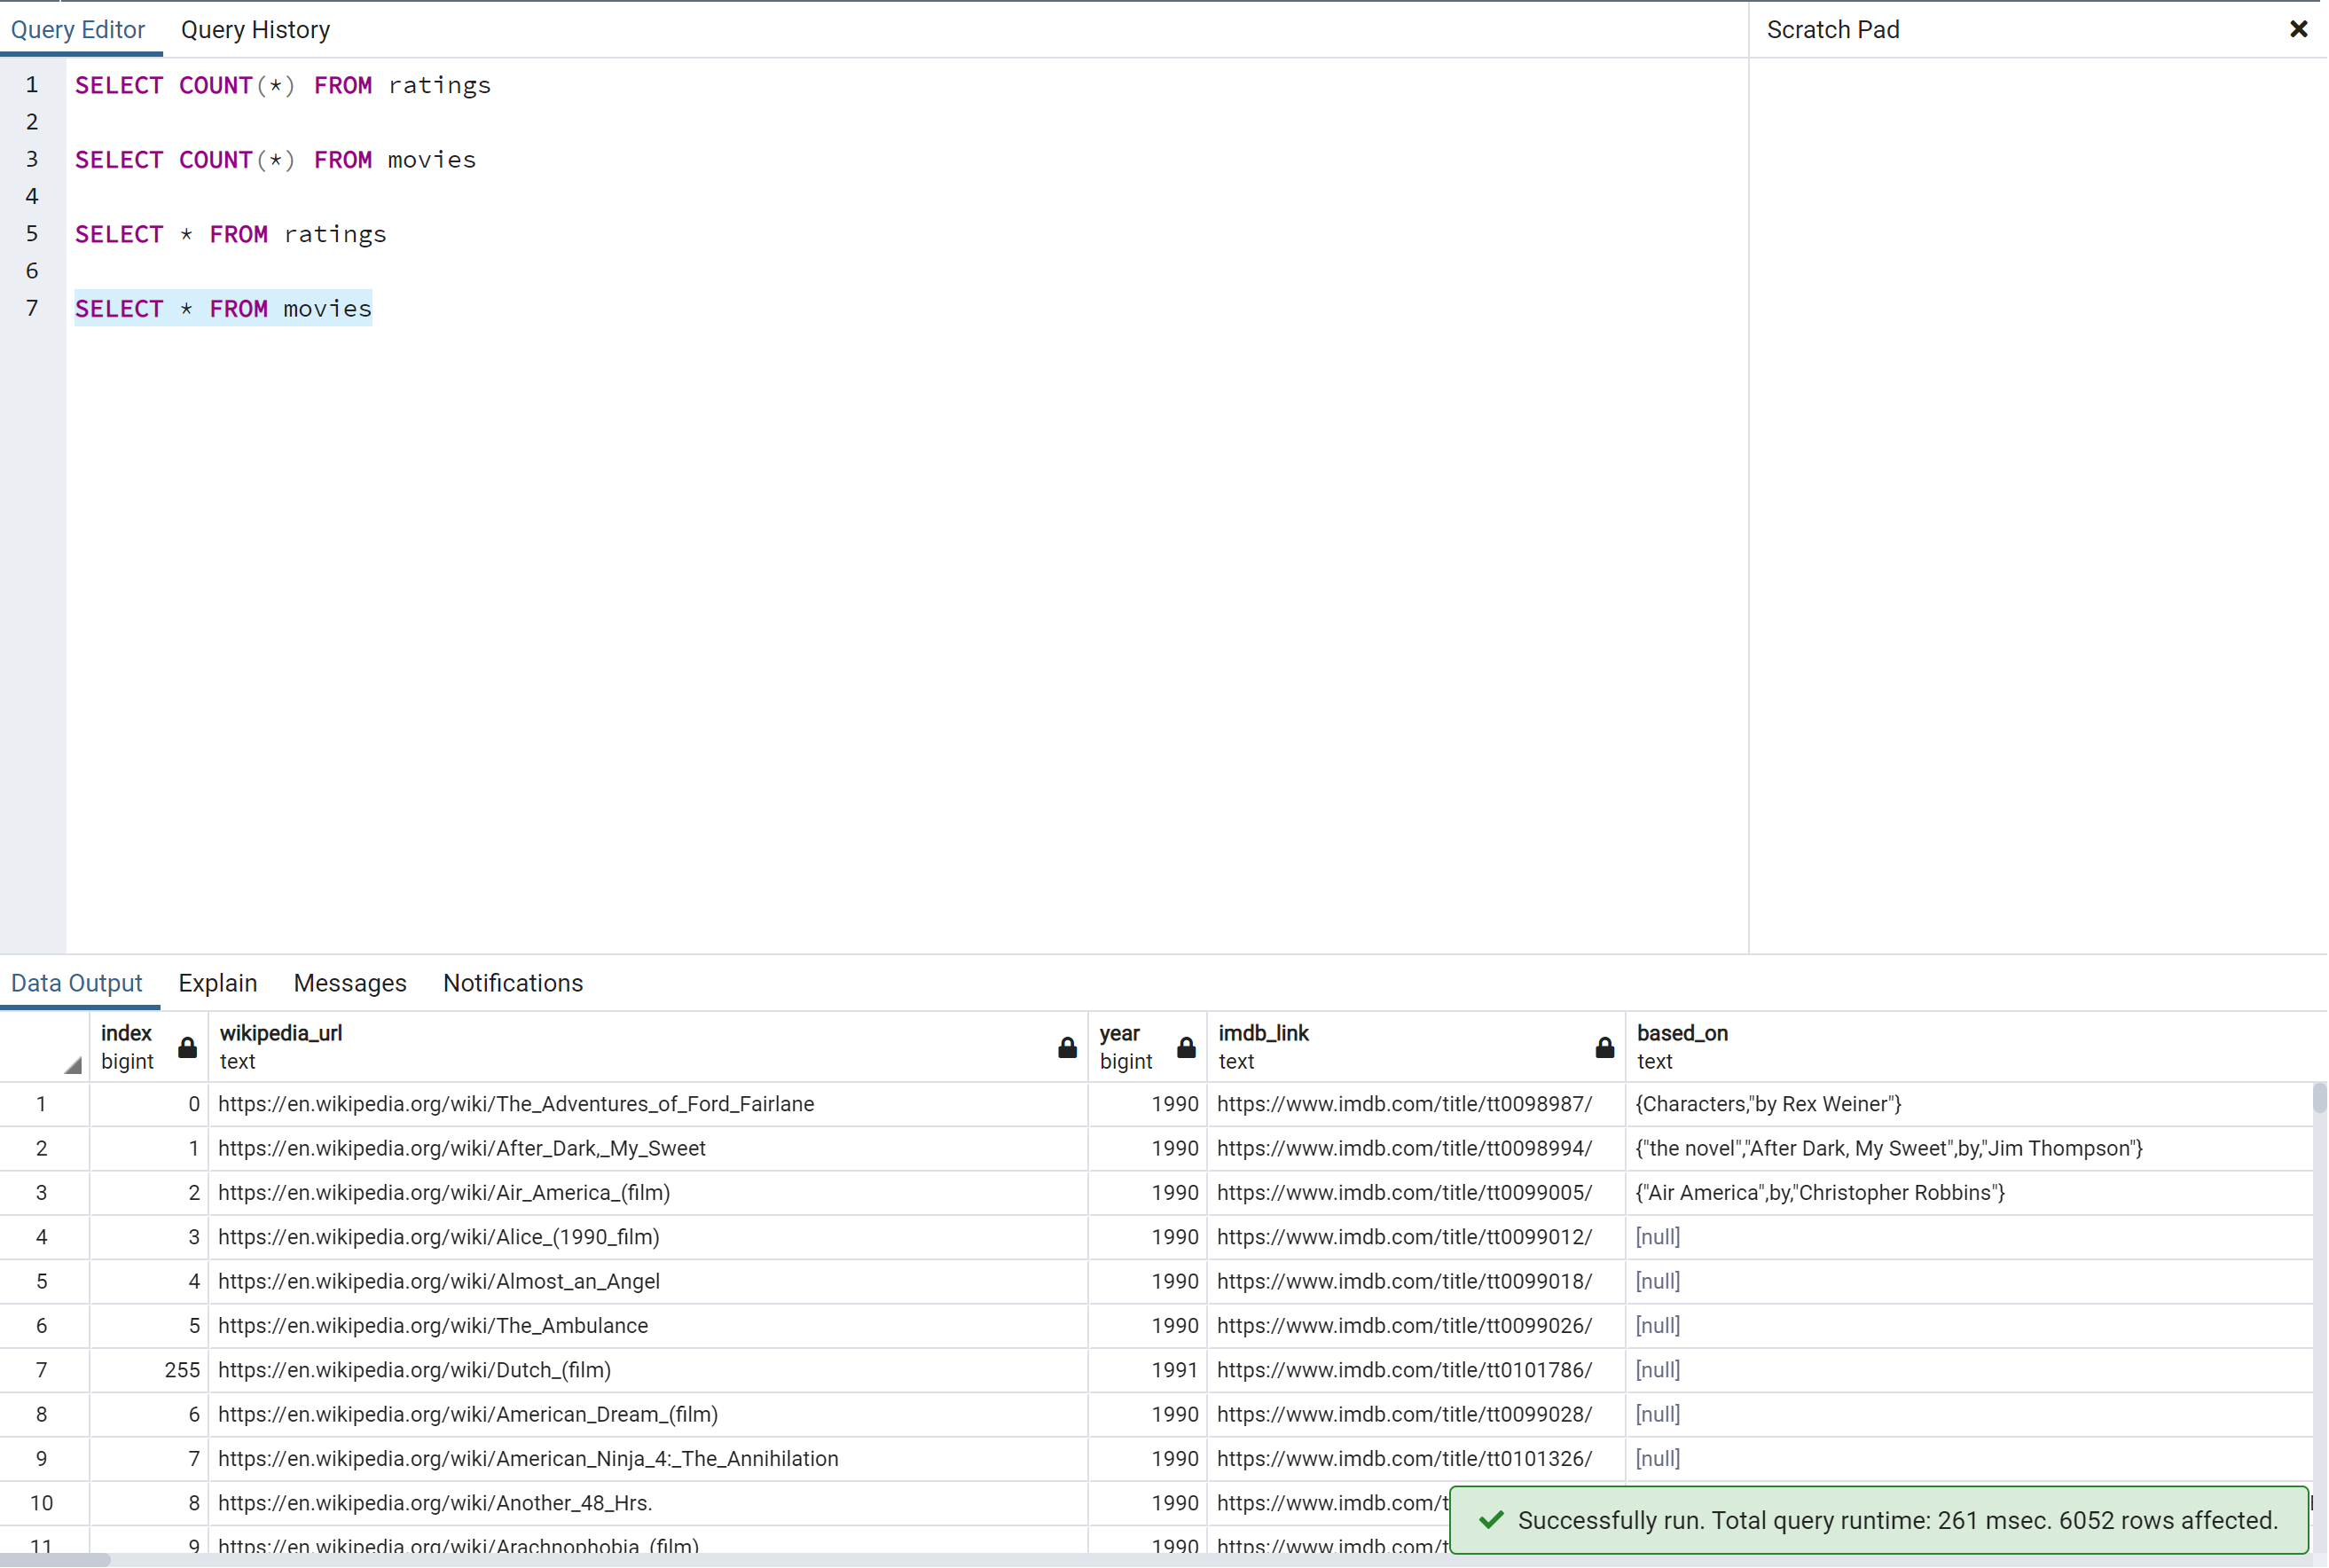 Query Editor Query History Scratch Pad
1 SELECT COUNT(*) FROM ratings
2
3 SELECT COUNT(*) FROM movies
4
5 SELECT * FROM ratings
6
7 SELECT * FROM movies
Data Output Explain Messages Notifications
index wikipedia_url year imdb_link based_on
bigint text bigint text text
1 0 https://en.wikipedia.org/wiki/The_Adventures_of_Ford_Fairlane 1990 https://www.imdb.com/title/tt0098987/ {Characters,"by Rex Weiner"}
2 1 https://en.wikipedia.org/wiki/After_Dark,_My_Sweet 1990 https://www.imdb.com/title/tt0098994/ {"the novel","After Dark, My Sweet",by,"Jim Thompson"}
3 2 https://en.wikipedia.org/wiki/Air_America_(film) 1990 https://www.imdb.com/title/tt0099005/ {"Air America",by,"Christopher Robbins"}
4 3 https://en.wikipedia.org/wiki/Alice_(1990_film) 1990 https://www.imdb.com/title/tt0099012/ [null]
5 4 https://en.wikipedia.org/wiki/Almost_an_Angel 1990 https://www.imdb.com/title/tt0099018/ [null]
6 5 https://en.wikipedia.org/wiki/The_Ambulance 1990 https://www.imdb.com/title/tt0099026/ [null]
7 255 https://en.wikipedia.org/wiki/Dutch_(film) 1991 https://www.imdb.com/title/tt0101786/ [null]
8 6 https://en.wikipedia.org/wiki/American_Dream_(film) 1990 https://www.imdb.com/title/tt0099028/ [null]
9 7 https://en.wikipedia.org/wiki/American_Ninja_4:_The_Annihilation 1990 https://www.imdb.com/title/tt0101326/ [null]
10 8 https://en.wikipedia.org/wiki/Another_48_Hrs. 1990 https://www.imdb.com/t
11 9 https://en.wikipedia.org/wiki/Arachnophobia_(film) 1990 https://www.imdb.com/t
Successfully run. Total query runtime: 261 msec. 6052 rows affected.